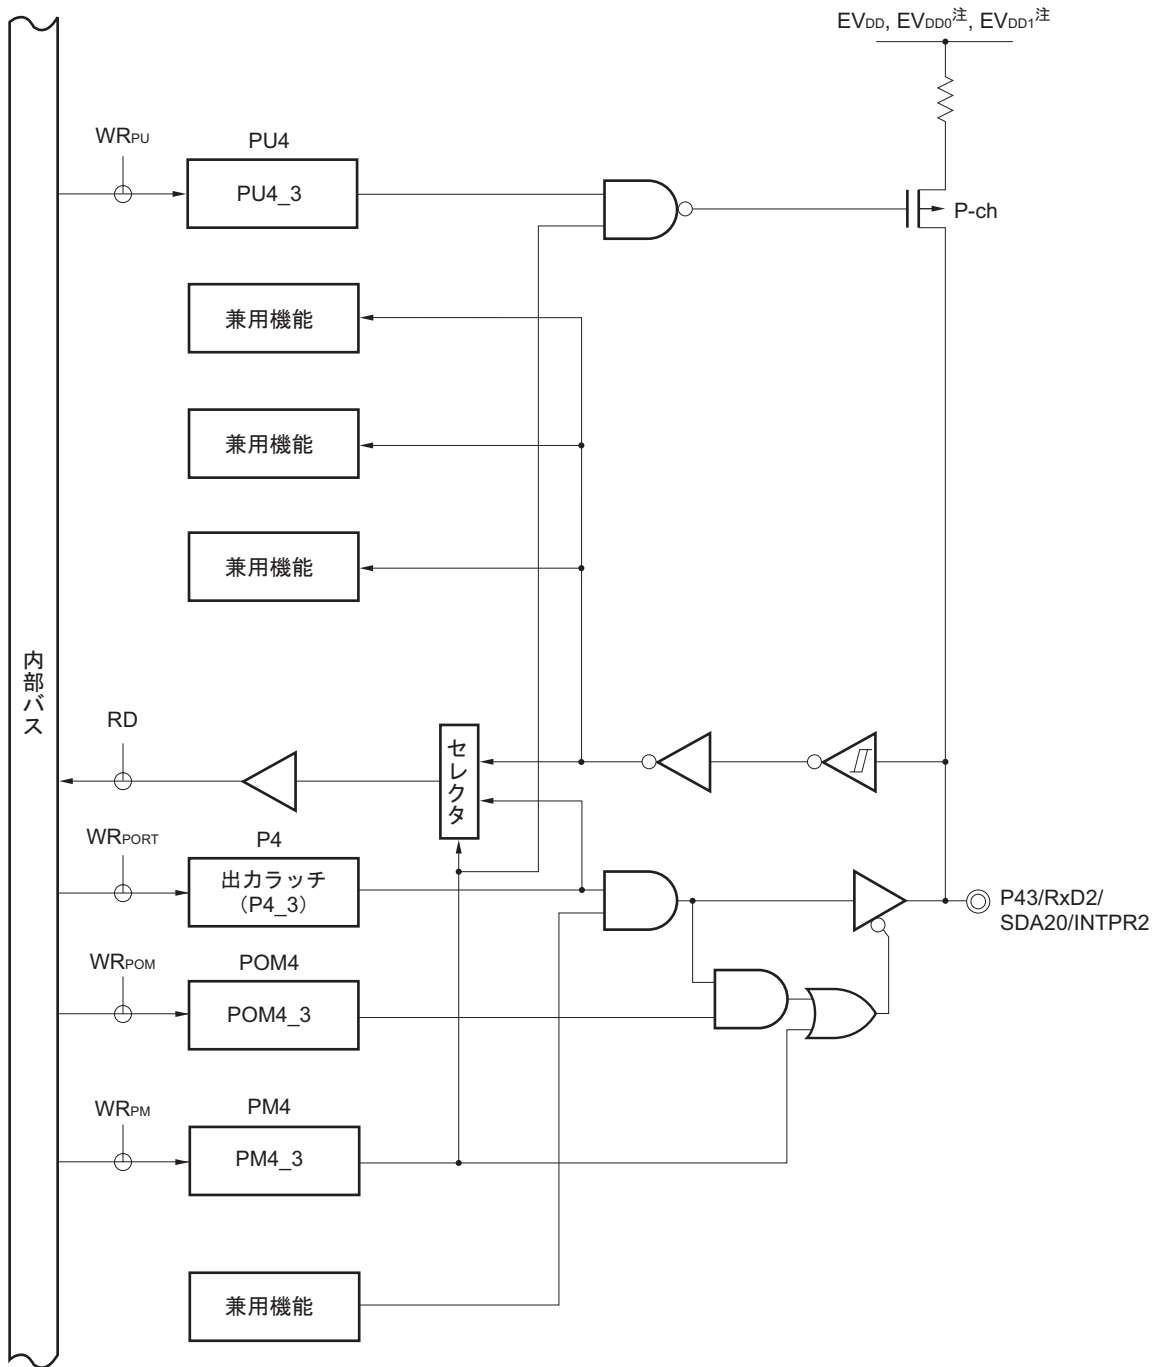 EVDD, EVDD0注, EVDD1注
WRPU
PU4
PU4_3
P-ch
兼用機能
兼用機能
兼用機能
内部バス
RD
セレクタ
WRPORT
P4
出力ラッチ
（P4_3）
P43/RxD2/
SDA20/INTPR2
WRPOM
POM4
POM4_3
WRPM
PM4
PM4_3
兼用機能